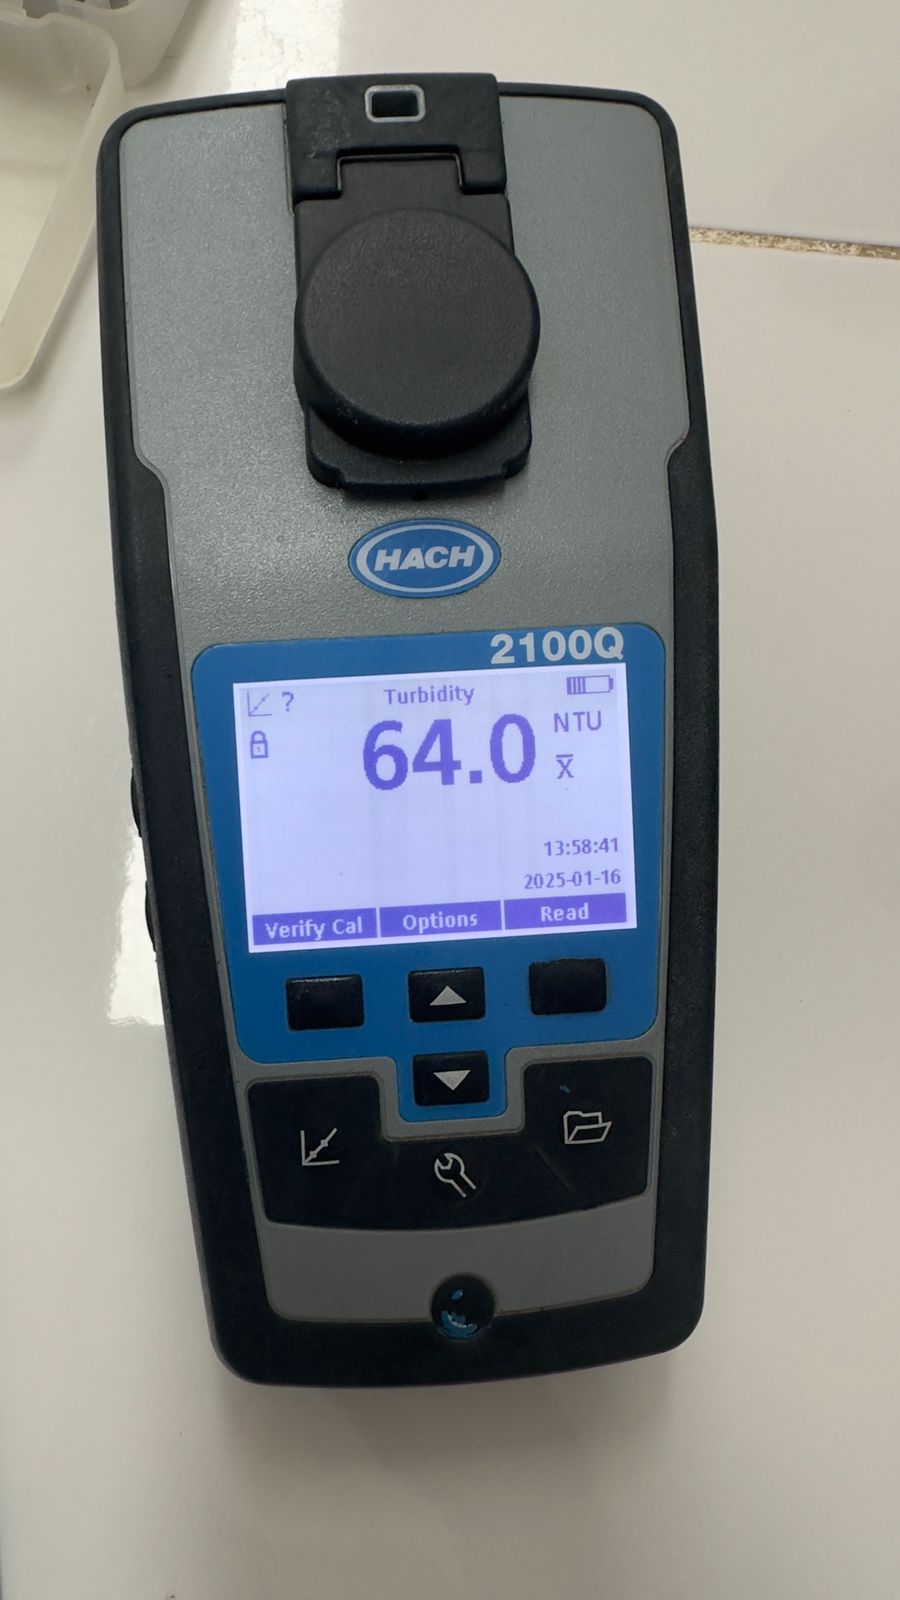 HACH
2100Q
? Turbidity
64.0 NTU
x̅
13:58:41
2025-01-16
Verify Cal Options Read